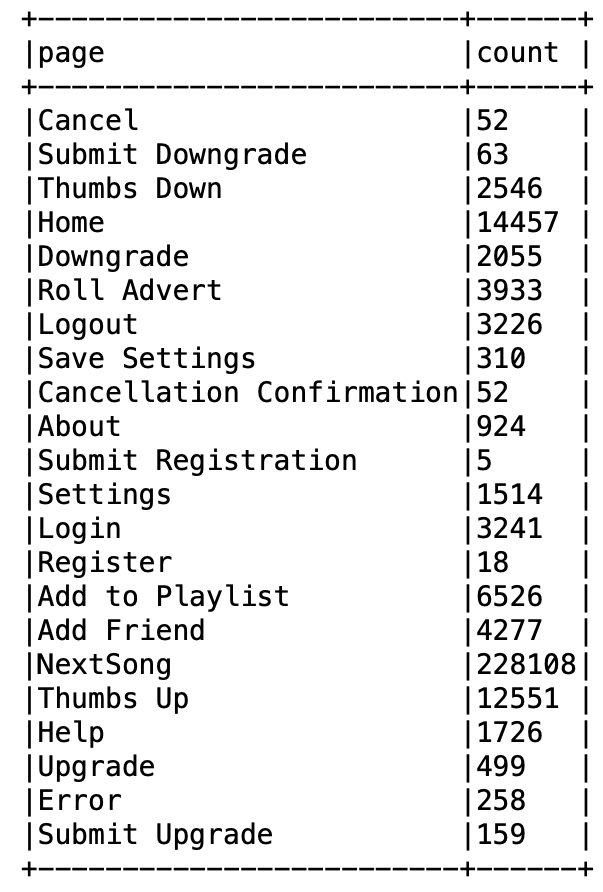 +--------------------------+------+
|page                      |count |
+--------------------------+------+
|Cancel                    |52    |
|Submit Downgrade          |63    |
|Thumbs Down               |2546  |
|Home                      |14457 |
|Downgrade                 |2055  |
|Roll Advert               |3933  |
|Logout                    |3226  |
|Save Settings             |310   |
|Cancellation Confirmation|52    |
|About                     |924   |
|Submit Registration       |5     |
|Settings                  |1514  |
|Login                     |3241  |
|Register                  |18    |
|Add to Playlist           |6526  |
|Add Friend                |4277  |
|NextSong                  |228108|
|Thumbs Up                 |12551 |
|Help                      |1726  |
|Upgrade                   |499   |
|Error                     |258   |
|Submit Upgrade            |159   |
+--------------------------+------+